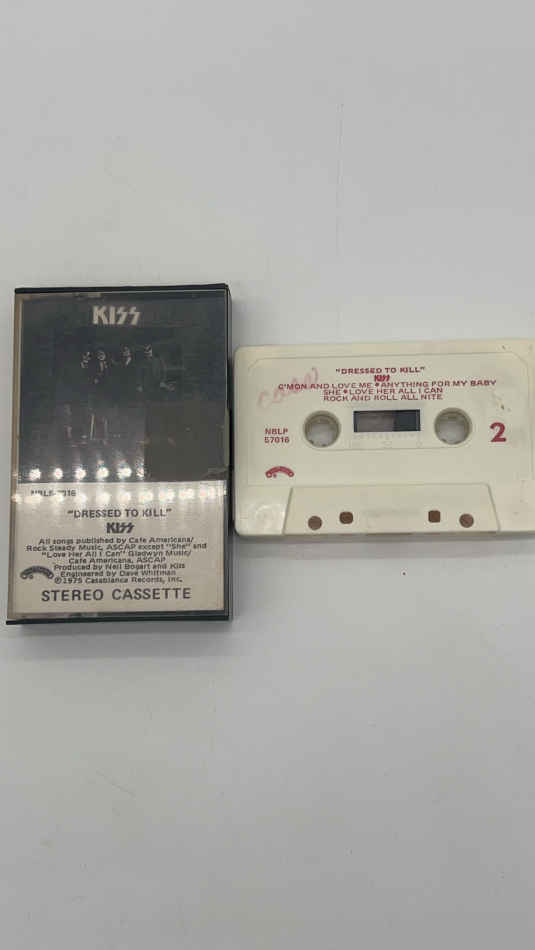 KISS
"DRESSED TO KILL"
KISS
All songs published by Cafe Americana/
Rock Steady Music, ASCAP except "She" and
"Love Her All I Can" Gladwyn Music/
Cafe Americana, ASCAP
Produced by Neil Bogart and Kiss
Engineered by Dave Whitman
©1975 Casablanca Records, Inc.
STEREO CASSETTE
"DRESSED TO KILL"
KISS
C'MON AND LOVE ME • ANYTHING FOR MY BABY
SHE • LOVE HER ALL I CAN
ROCK AND ROLL ALL NITE
NBLP
57016
2